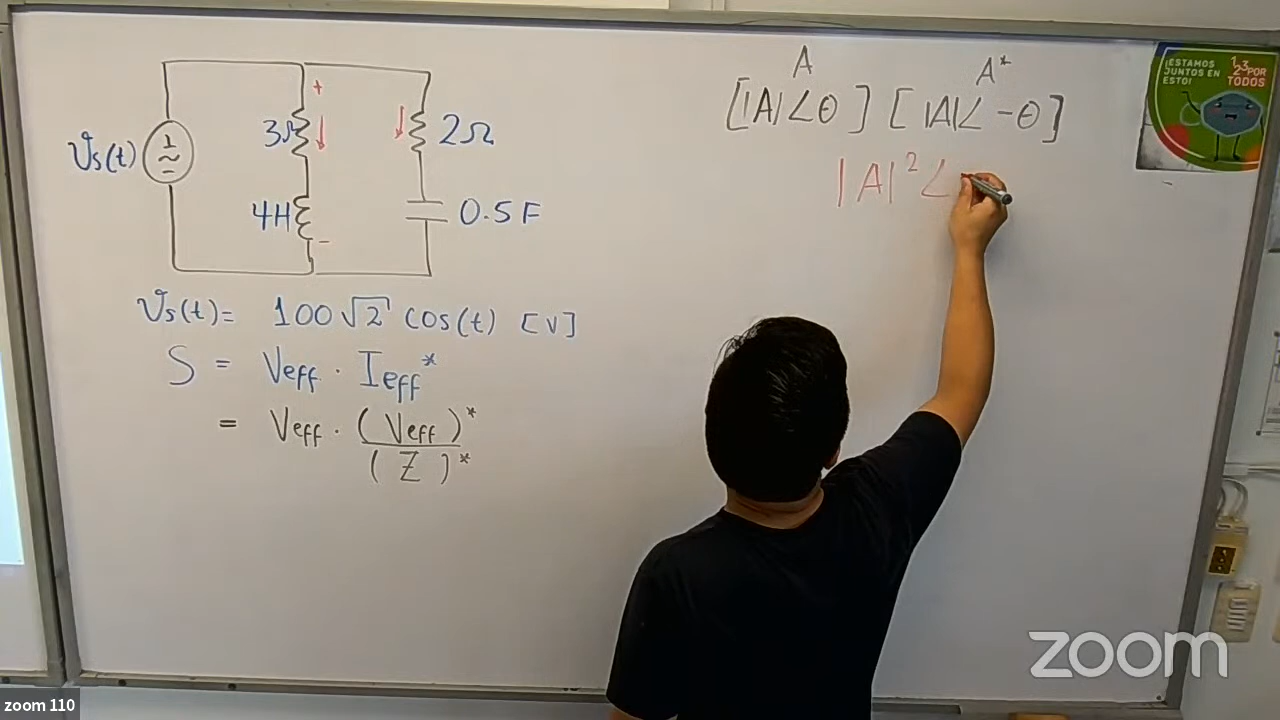 3Ω
2Ω
Vs(t)
4H
0.5F
Vs(t)= 100√2 cos(t) [V]
S = Veff · Ieff*
= Veff · (Veff)*
(Z)*
A A*
[|A|∠θ] [|A|∠-θ]
|A|²∠
¡ESTAMOS
JUNTOS EN
ESTO!
123 POR
TODOS
zoom
zoom 110